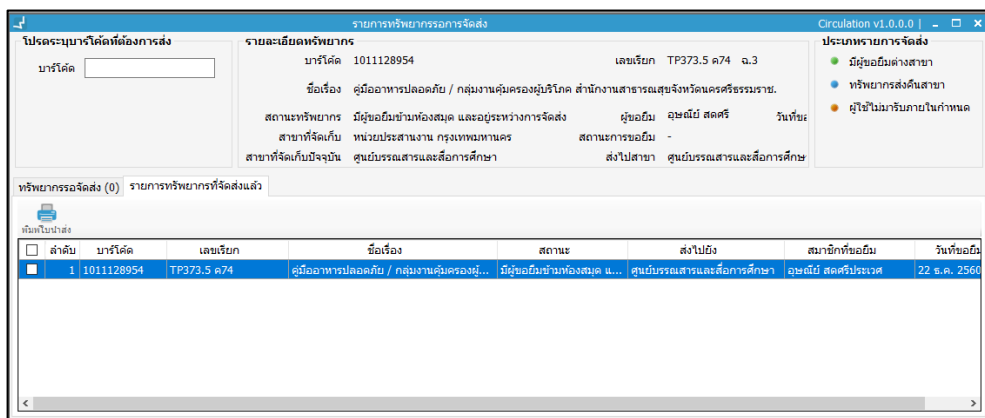 รายการทรัพยากรรอการจัดส่ง Circulation v1.0.0.0
โปรดระบุบาร์โค้ดที่ต้องการส่ง
บาร์โค้ด
รายละเอียดทรัพยากร
บาร์โค้ด 1011128954 เลขเรียก TP373.5 ค74 ฉ.3
ชื่อเรื่อง คู่มืออาหารปลอดภัย / กลุ่มงานคุ้มครองผู้บริโภค สำนักงานสาธารณสุขจังหวัดนครศรีธรรมราช.
สถานะทรัพยากร มีผู้ขอยืมข้ามห้องสมุด และอยู่ระหว่างการจัดส่ง ผู้ขอยืม อุษณีย์ สดศรี วันที่ขอ
สาขาที่จัดเก็บ หน่วยประสานงาน กรุงเทพมหานคร สถานะการขอยืม -
สาขาที่จัดเก็บปัจจุบัน ศูนย์บรรณสารและสื่อการศึกษา ส่งไปสาขา ศูนย์บรรณสารและสื่อการศึกษ
ประเภทรายการจัดส่ง
มีผู้ขอยืมต่างสาขา
ทรัพยากรส่งคืนสาขา
ผู้ใช้ไม่มารับภายในกำหนด
ทรัพยากรรอจัดส่ง (0) รายการทรัพยากรที่จัดส่งแล้ว
พิมพ์ใบนำส่ง
ลำดับ บาร์โค้ด เลขเรียก ชื่อเรื่อง สถานะ ส่งไปยัง สมาชิกที่ขอยืม วันที่ขอยืม
1 1011128954 TP373.5 ค74 คู่มืออาหารปลอดภัย / กลุ่มงานคุ้มครองผู้... มีผู้ขอยืมข้ามห้องสมุด แ... ศูนย์บรรณสารและสื่อการศึกษา อุษณีย์ สดศรีประเวศ 22 ธ.ค. 2560